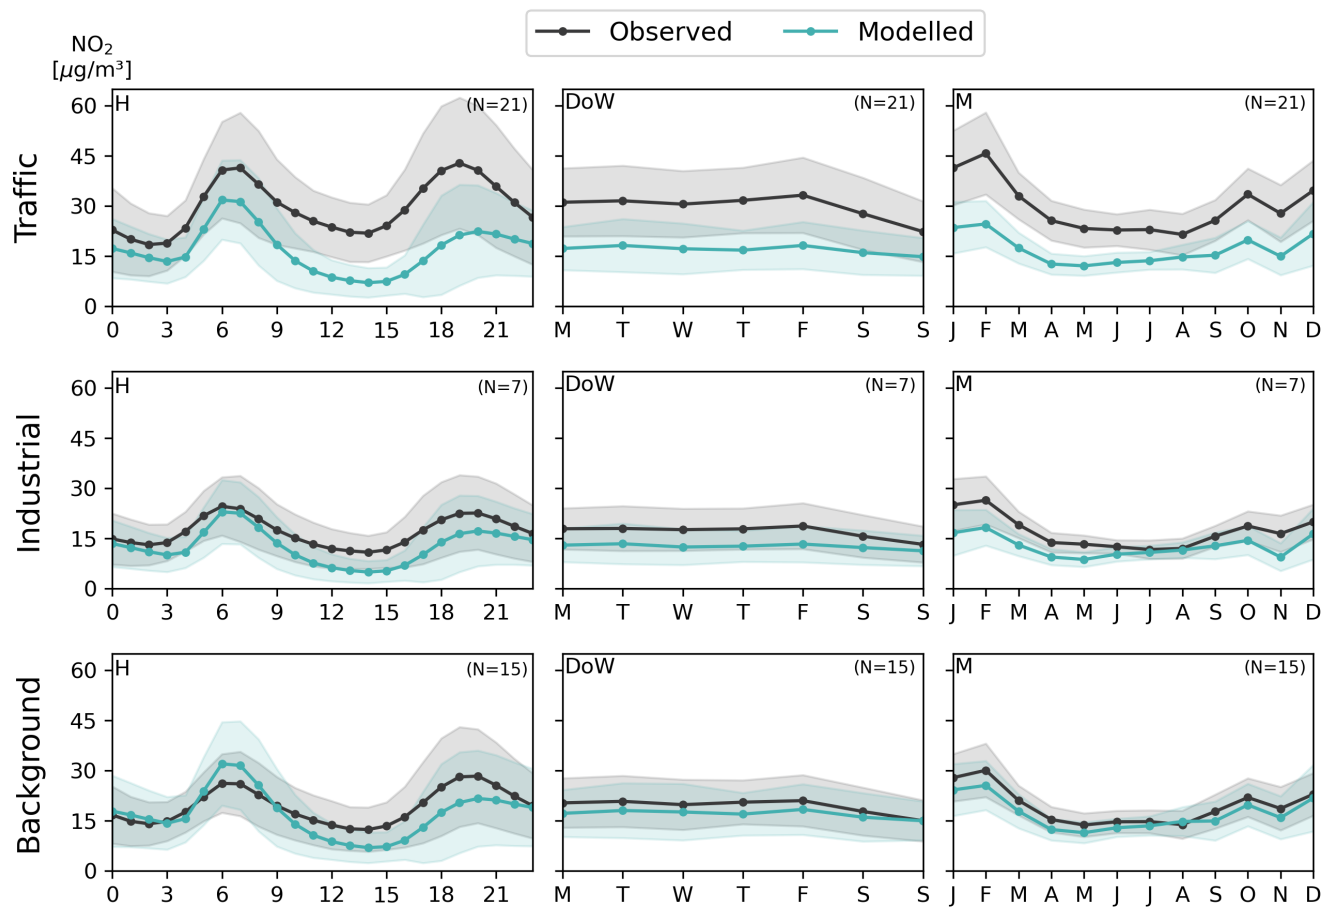 Observed Modelled
NO₂
[µg/m³]
Traffic
H (N=21) DoW (N=21) M (N=21)
60
45
30
15
0
0 3 6 9 12 15 18 21 M T W T F S S J F M A M J J A S O N D
Industrial
H (N=7) DoW (N=7) M (N=7)
60
45
30
15
0
0 3 6 9 12 15 18 21 M T W T F S S J F M A M J J A S O N D
Background
H (N=15) DoW (N=15) M (N=15)
60
45
30
15
0
0 3 6 9 12 15 18 21 M T W T F S S J F M A M J J A S O N D